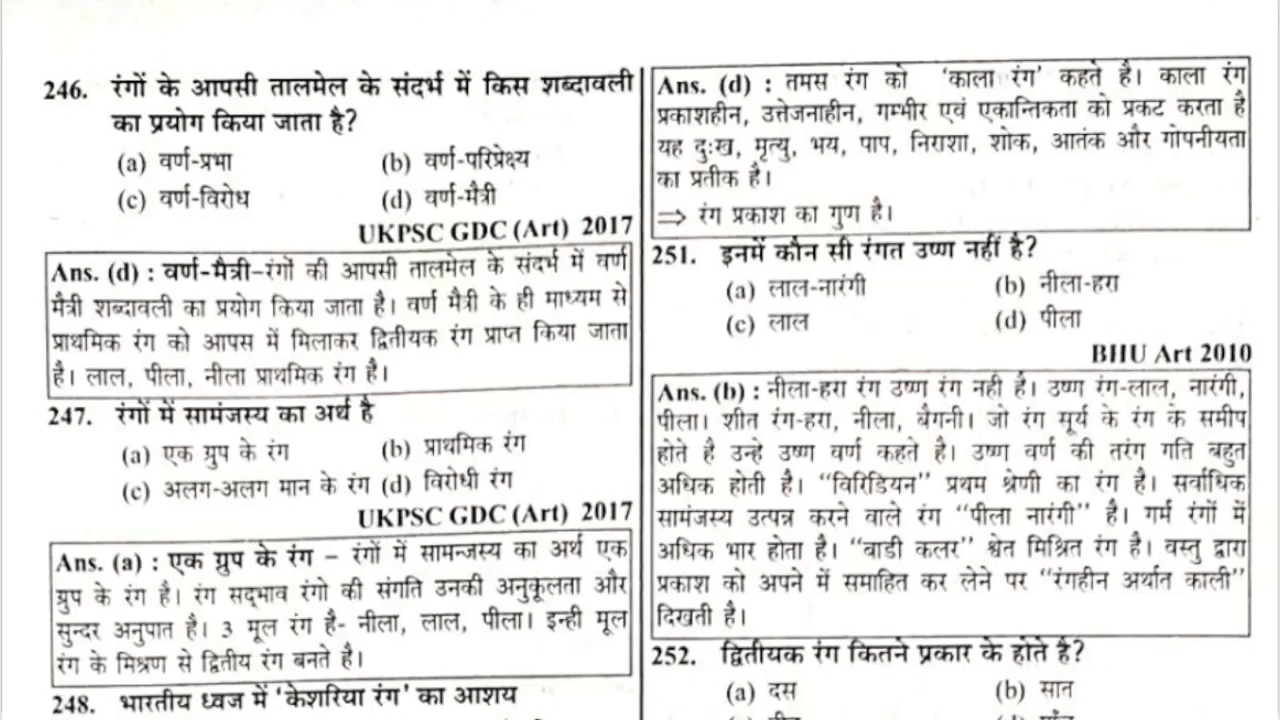 246. रंगों के आपसी तालमेल के संदर्भ में किस शब्दावली
का प्रयोग किया जाता है?
(a) वर्ण-प्रभा (b) वर्ण-परिप्रेक्ष्य
(c) वर्ण-विरोध (d) वर्ण-मैत्री
UKPSC GDC (Art) 2017
Ans. (d) : वर्ण-मैत्री–रंगों की आपसी तालमेल के संदर्भ में वर्ण
मैत्री शब्दावली का प्रयोग किया जाता है। वर्ण मैत्री के ही माध्यम से
प्राथमिक रंग को आपस में मिलाकर द्वितीयक रंग प्राप्त किया जाता
है। लाल, पीला, नीला प्राथमिक रंग है।
247. रंगों में सामंजस्य का अर्थ है
(a) एक ग्रुप के रंग (b) प्राथमिक रंग
(c) अलग-अलग मान के रंग (d) विरोधी रंग
UKPSC GDC (Art) 2017
Ans. (a) : एक ग्रुप के रंग – रंगों में सामन्जस्य का अर्थ एक
ग्रुप के रंग है। रंग सद्भाव रंगो की संगति उनकी अनुकूलता और
सुन्दर अनुपात है। 3 मूल रंग है- नीला, लाल, पीला। इन्ही मूल
रंग के मिश्रण से द्वितीय रंग बनते है।
248. भारतीय ध्वज में 'केशरिया रंग' का आशय
Ans. (d) : तमस रंग को 'काला रंग' कहते है। काला रंग
प्रकाशहीन, उत्तेजनाहीन, गम्भीर एवं एकान्तिकता को प्रकट करता है
यह दुःख, मृत्यु, भय, पाप, निराशा, शोक, आतंक और गोपनीयता
का प्रतीक है।
⇒ रंग प्रकाश का गुण है।
251. इनमें कौन सी रंगत उष्ण नहीं है?
(a) लाल-नारंगी (b) नीला-हरा
(c) लाल (d) पीला
BHU Art 2010
Ans. (b) : नीला-हरा रंग उष्ण रंग नही है। उष्ण रंग-लाल, नारंगी,
पीला। शीत रंग-हरा, नीला, बैगनी। जो रंग सूर्य के रंग के समीप
होते है उन्हे उष्ण वर्ण कहते है। उष्ण वर्ण की तरंग गति बहुत
अधिक होती है। "विरिडियन" प्रथम श्रेणी का रंग है। सर्वाधिक
सामंजस्य उत्पन्न करने वाले रंग "पीला नारंगी" है। गर्म रंगों में
अधिक भार होता है। "बाडी कलर" श्वेत मिश्रित रंग है। वस्तु द्वारा
प्रकाश को अपने में समाहित कर लेने पर "रंगहीन अर्थात काली"
दिखती है।
252. द्वितीयक रंग कितने प्रकार के होते है?
(a) दस (b) सात